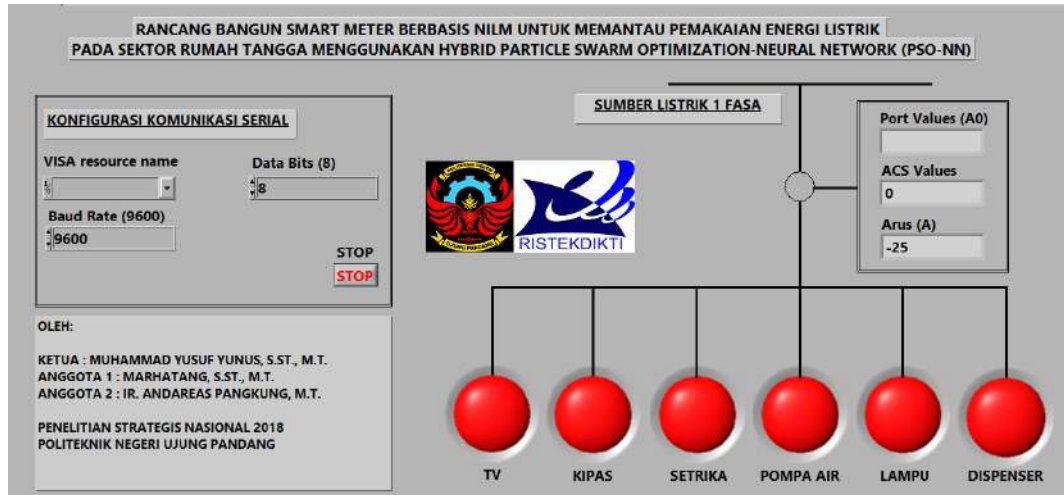 RANCANG BANGUN SMART METER BERBASIS NILM UNTUK MEMANTAU PEMAKAIAN ENERGI LISTRIK
PADA SEKTOR RUMAH TANGGA MENGGUNAKAN HYBRID PARTICLE SWARM OPTIMIZATION-NEURAL NETWORK (PSO-NN)
KONFIGURASI KOMUNIKASI SERIAL
VISA resource name
Data Bits (8)
8
Baud Rate (9600)
9600
STOP
STOP
SUMBER LISTRIK 1 FASA
Port Values (A0)
ACS Values
0
Arus (A)
-25
UJUNG PANDANG
RISTEKDIKTI
OLEH:
KETUA : MUHAMMAD YUSUF YUNUS, S.ST., M.T.
ANGGOTA 1 : MARHATANG, S.ST., M.T.
ANGGOTA 2 : IR. ANDAREAS PANGKUNG, M.T.
PENELITIAN STRATEGIS NASIONAL 2018
POLITEKNIK NEGERI UJUNG PANDANG
TV
KIPAS
SETRIKA
POMPA AIR
LAMPU
DISPENSER